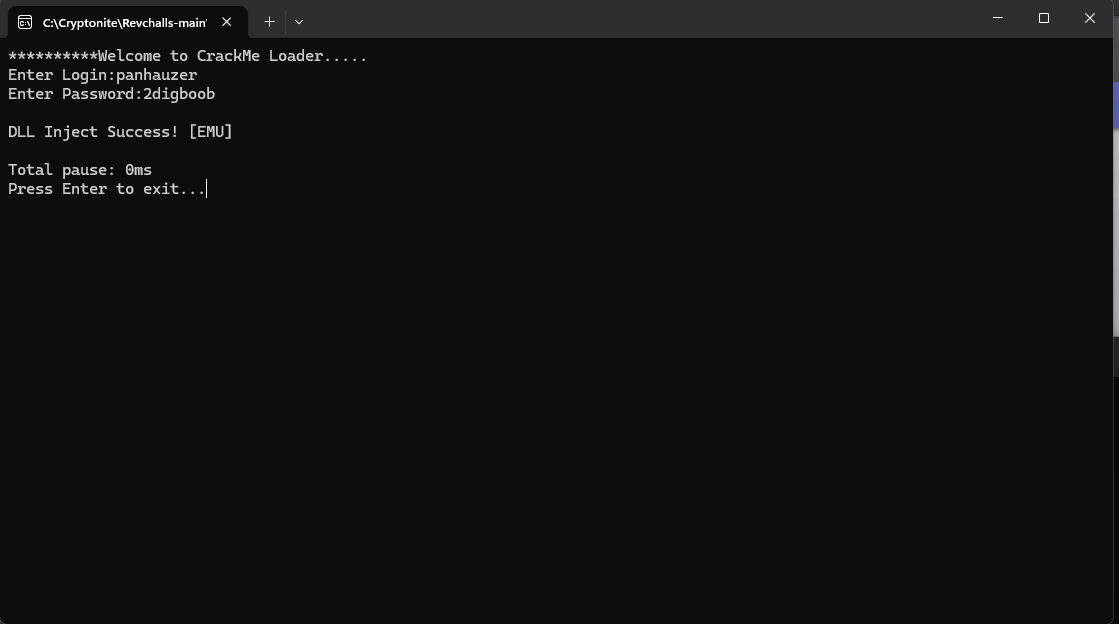 C:\Cryptonite\Revchalls-main'
**********Welcome to CrackMe Loader.....
Enter Login:panhauzer
Enter Password:2digboob
DLL Inject Success! [EMU]
Total pause: 0ms
Press Enter to exit...